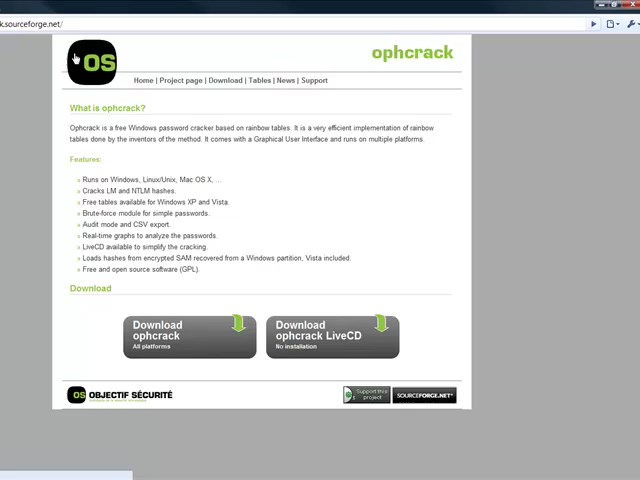 k.sourceforge.net/
OS
ophcrack
Home | Project page | Download | Tables | News | Support
What is ophcrack?
Ophcrack is a free Windows password cracker based on rainbow tables. It is a very efficient implementation of rainbow
tables done by the inventors of the method. It comes with a Graphical User Interface and runs on multiple platforms.
Features:
» Runs on Windows, Linux/Unix, Mac OS X, ...
» Cracks LM and NTLM hashes.
» Free tables available for Windows XP and Vista.
» Brute-force module for simple passwords.
» Audit mode and CSV export.
» Real-time graphs to analyze the passwords.
» LiveCD available to simplify the cracking.
» Loads hashes from encrypted SAM recovered from a Windows partition, Vista included.
» Free and open source software (GPL).
Download
Download
ophcrack
All platforms
Download
ophcrack LiveCD
No installation
OS OBJECTIF SÉCURITÉ
Support this
project
SOURCEFORGE.NET